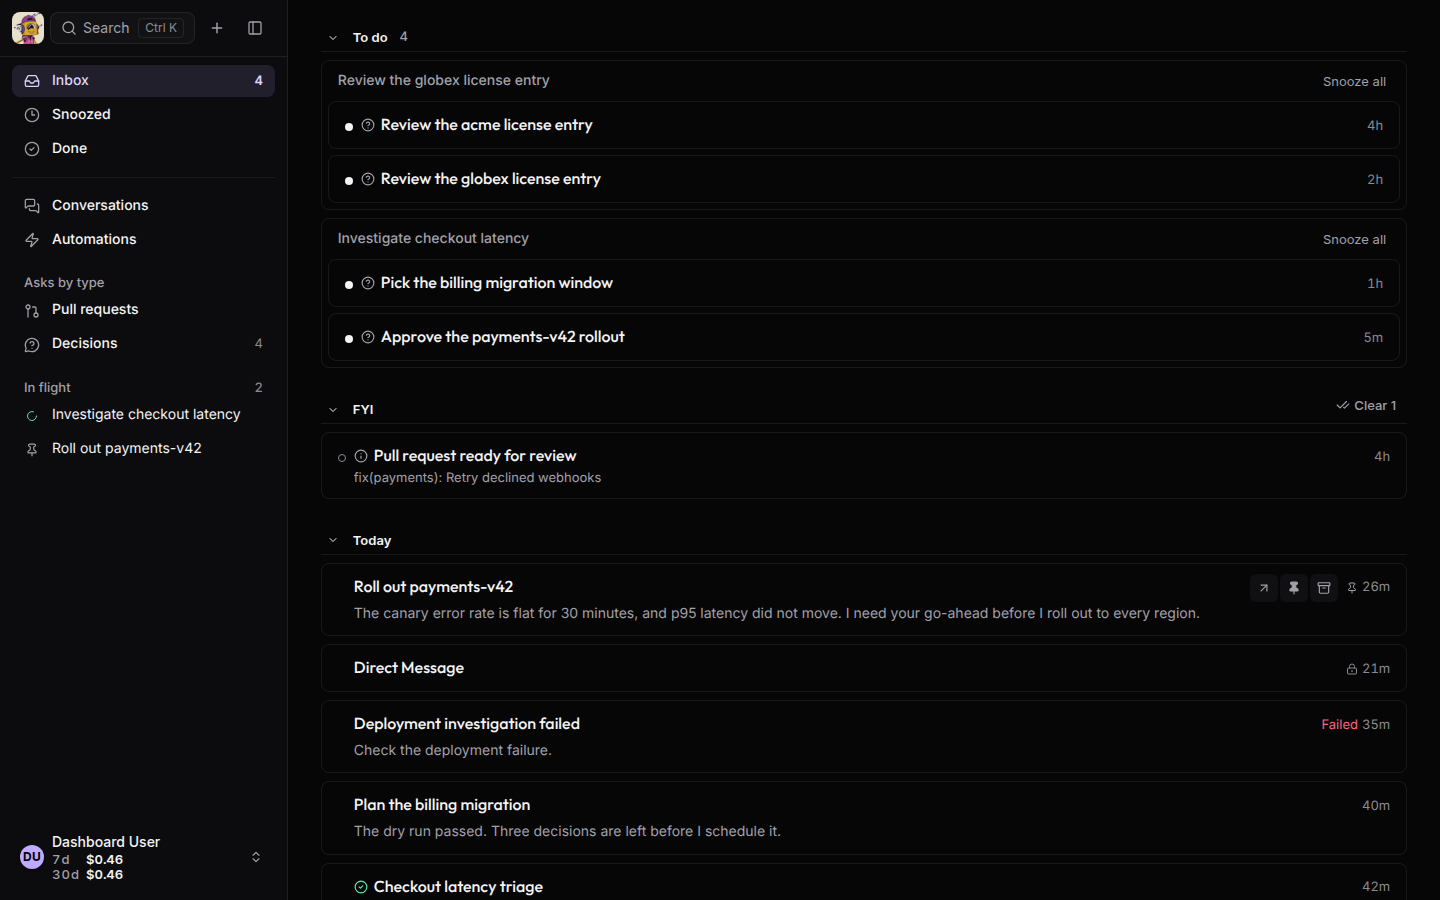 Search Ctrl K
Inbox 4
Snoozed
Done
Conversations
Automations
Asks by type
Pull requests
Decisions 4
In flight 2
Investigate checkout latency
Roll out payments-v42
DU
Dashboard User
7d $0.46
30d $0.46
To do 4
Review the globex license entry Snooze all
Review the acme license entry 4h
Review the globex license entry 2h
Investigate checkout latency Snooze all
Pick the billing migration window 1h
Approve the payments-v42 rollout 5m
FYI Clear 1
Pull request ready for review 4h
fix(payments): Retry declined webhooks
Today
Roll out payments-v42 26m
The canary error rate is flat for 30 minutes, and p95 latency did not move. I need your go-ahead before I roll out to every region.
Direct Message 21m
Deployment investigation failed Failed 35m
Check the deployment failure.
Plan the billing migration 40m
The dry run passed. Three decisions are left before I schedule it.
Checkout latency triage 42m